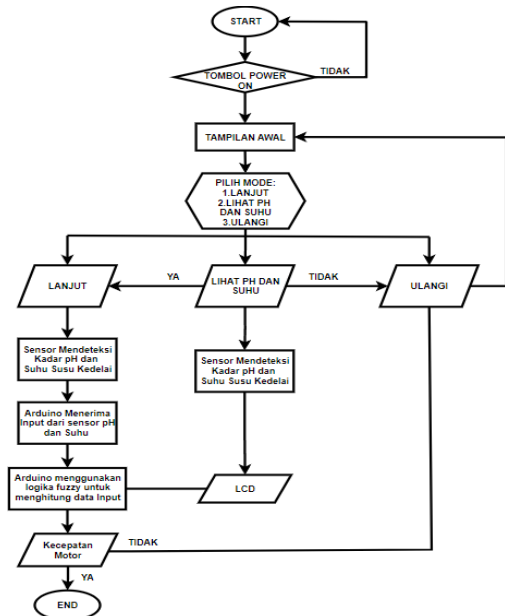 START
TOMBOL POWER
ON
TIDAK
TAMPILAN AWAL
PILIH MODE:
1.LANJUT
2.LIHAT PH
DAN SUHU
3.ULANGI
LANJUT
YA
LIHAT PH DAN
SUHU
TIDAK
ULANGI
Sensor Mendeteksi
Kadar pH dan
Suhu Susu Kedelai
Sensor Mendeteksi
Kadar pH dan
Suhu Susu Kedelai
Arduino Menerima
Input dari sensor pH
dan Suhu
Arduino menggunakan
logika fuzzy untuk
menghitung data Input
LCD
Kecepatan
Motor
TIDAK
YA
END